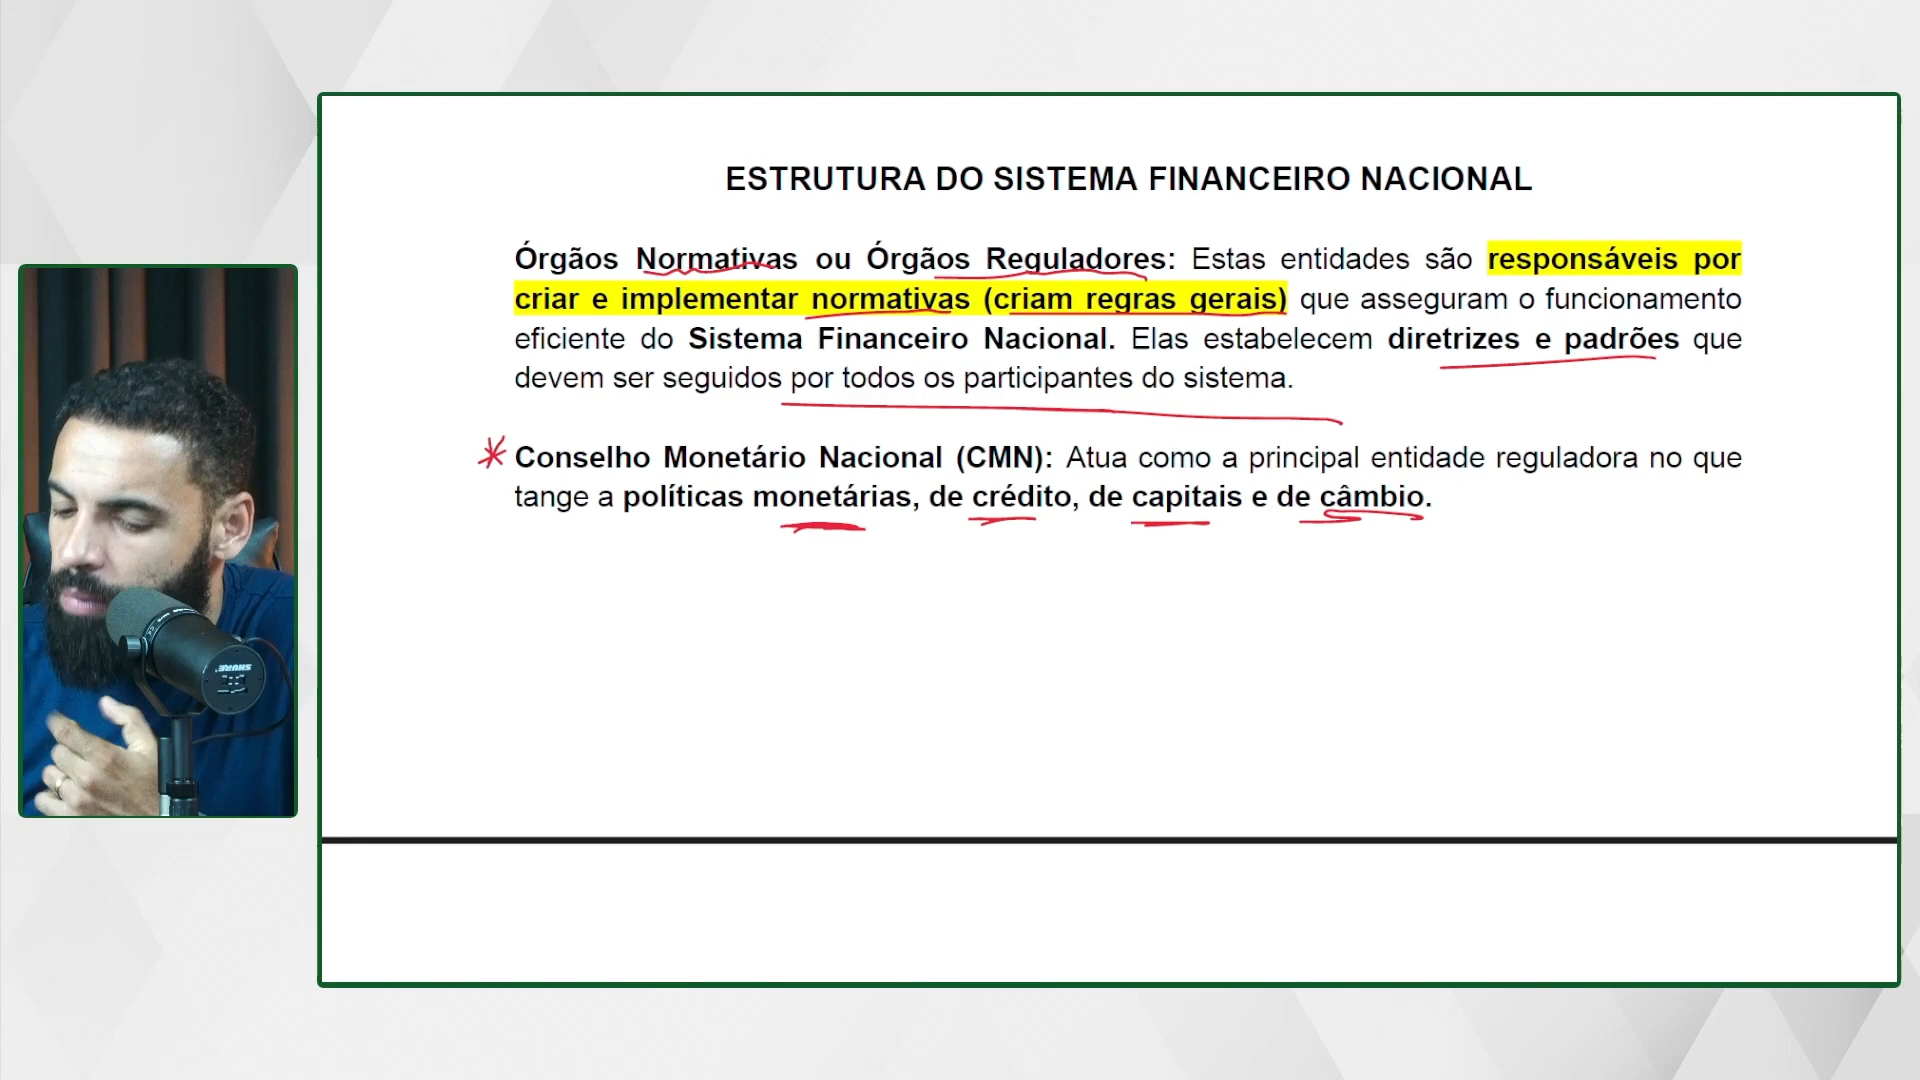 ESTRUTURA DO SISTEMA FINANCEIRO NACIONAL
Órgãos Normativas ou Órgãos Reguladores: Estas entidades são responsáveis por
criar e implementar normativas (criam regras gerais) que asseguram o funcionamento
eficiente do Sistema Financeiro Nacional. Elas estabelecem diretrizes e padrões que
devem ser seguidos por todos os participantes do sistema.
Conselho Monetário Nacional (CMN): Atua como a principal entidade reguladora no que
tange a políticas monetárias, de crédito, de capitais e de câmbio.
SHURE